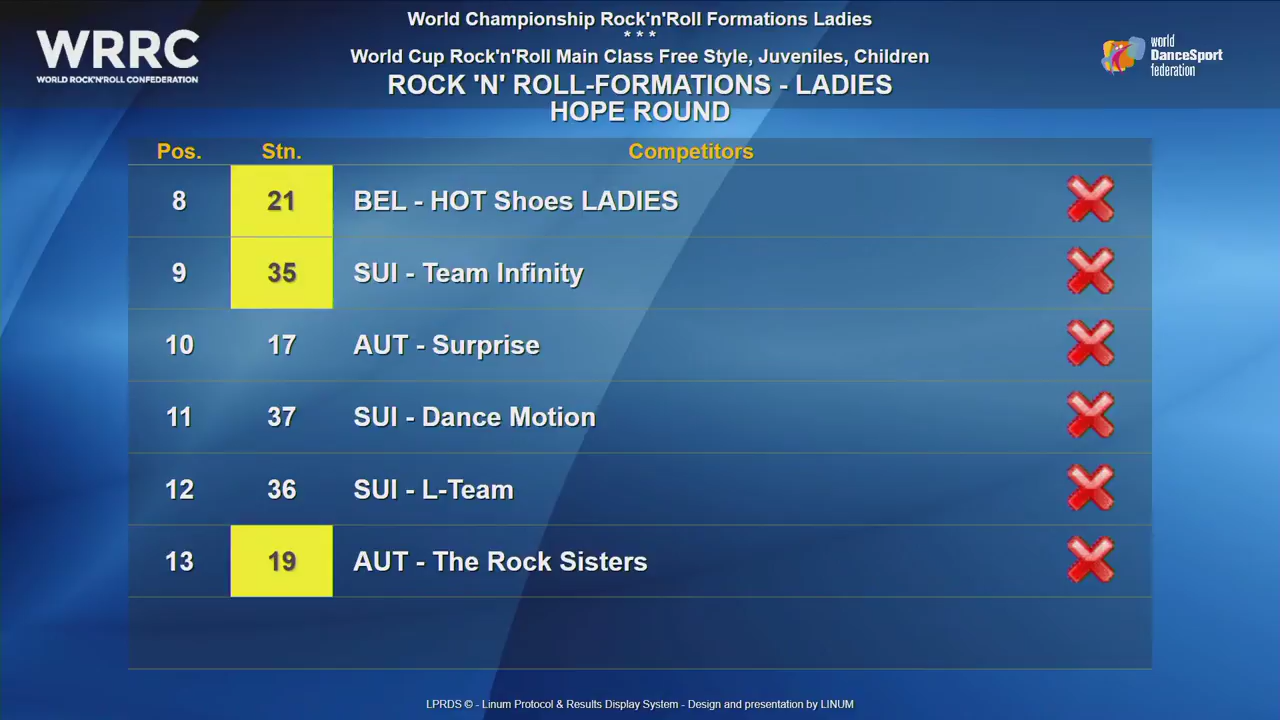 World Championship Rock'n'Roll Formations Ladies
* * *
World Cup Rock'n'Roll Main Class Free Style, Juveniles, Children
ROCK 'N' ROLL-FORMATIONS - LADIES
HOPE ROUND
WRRC
WORLD ROCK'N'ROLL CONFEDERATION
world
DanceSport
federation
Pos. Stn. Competitors
8 21 BEL - HOT Shoes LADIES
9 35 SUI - Team Infinity
10 17 AUT - Surprise
11 37 SUI - Dance Motion
12 36 SUI - L-Team
13 19 AUT - The Rock Sisters
LPRDS © - Linum Protocol & Results Display System - Design and presentation by LINUM